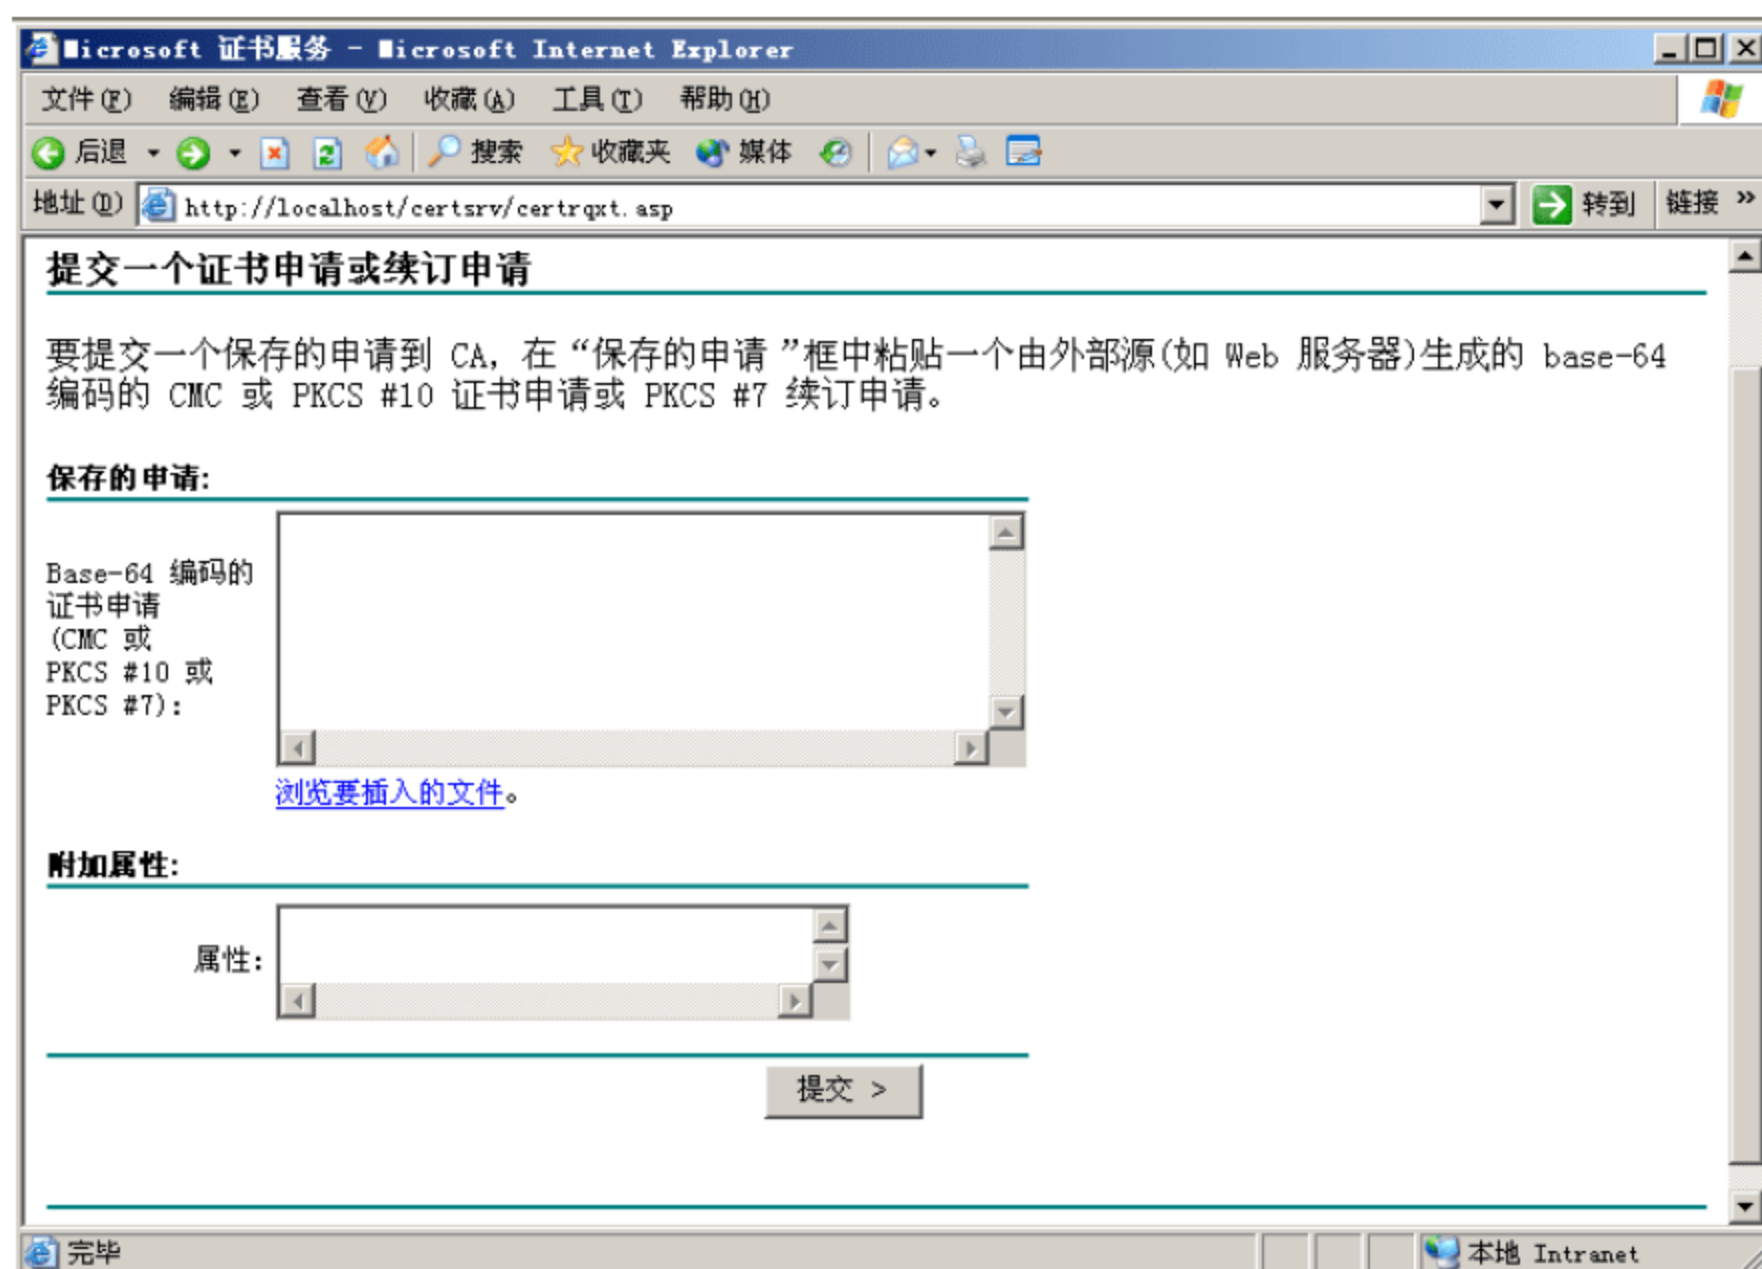 Microsoft 证书服务 - Microsoft Internet Explorer
文件(F) 编辑(E) 查看(V) 收藏(A) 工具(T) 帮助(H)
后退 搜索 收藏夹 媒体
地址(D) http://localhost/certsrv/certrqxt.asp 转到 链接 »
提交一个证书申请或续订申请
要提交一个保存的申请到 CA，在“保存的申请 ”框中粘贴一个由外部源(如 Web 服务器)生成的 base-64
编码的 CMC 或 PKCS #10 证书申请或 PKCS #7 续订申请。
保存的申请:
Base-64 编码的
证书申请
(CMC 或
PKCS #10 或
PKCS #7):
浏览要插入的文件。
附加属性:
属性:
提交 >
完毕 本地 Intranet